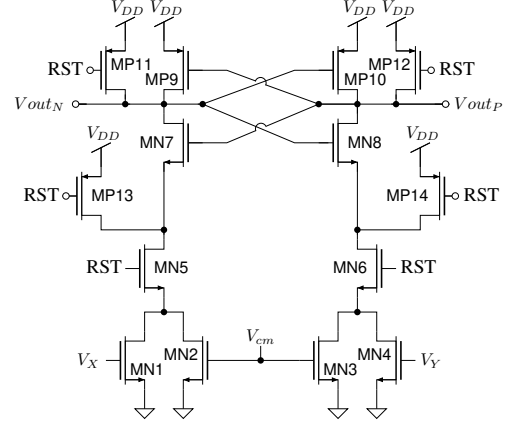 V_DD V_DD V_DD V_DD
RST MP11 MP9 MP10 MP12 RST
Vout_N Vout_P
MN7 MN8
V_DD V_DD
RST MP13 MP14 RST
RST MN5 MN6 RST
V_X MN1 MN2 V_cm MN3 MN4 V_Y